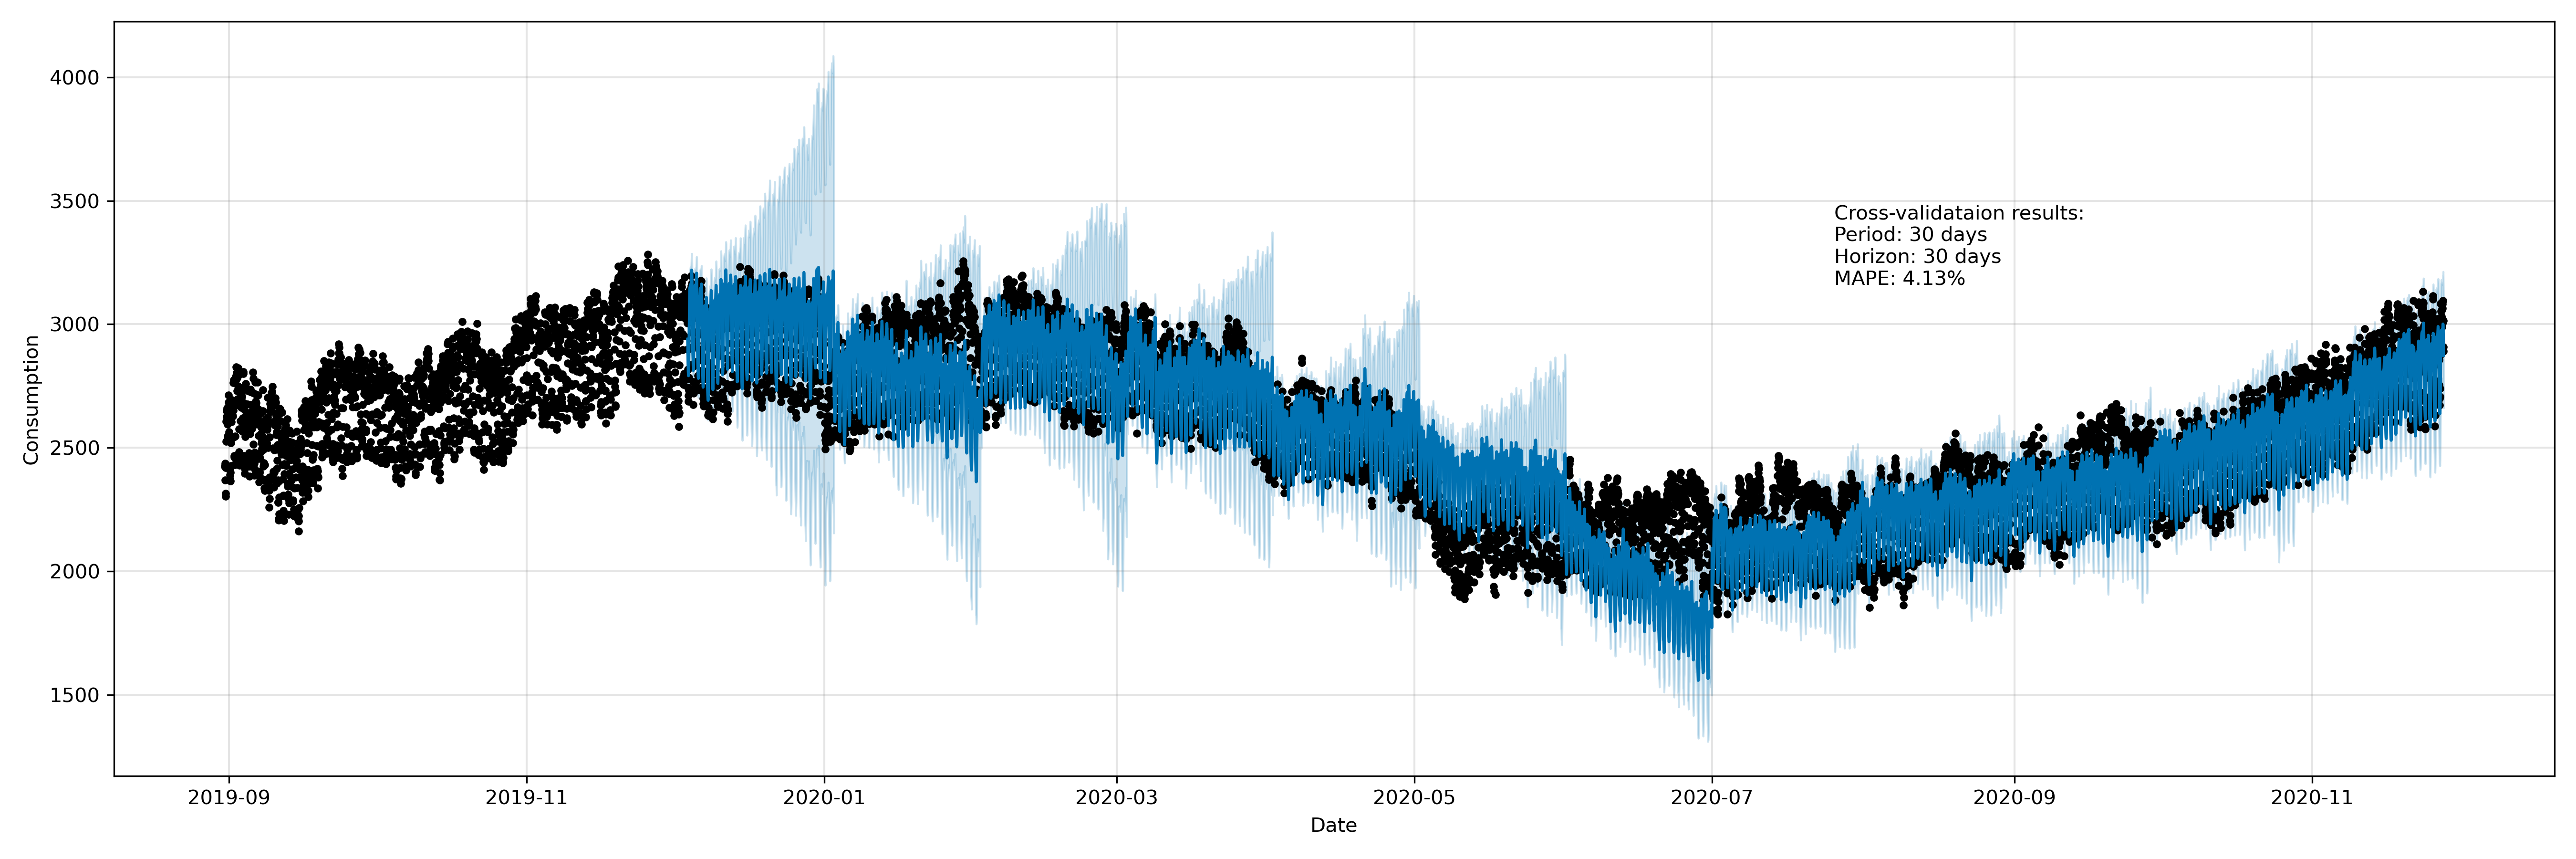 4000
3500
3000
2500
2000
1500
Consumption
Cross-validataion results:
Period: 30 days
Horizon: 30 days
MAPE: 4.13%
2019-09
2019-11
2020-01
2020-03
2020-05
2020-07
2020-09
2020-11
Date